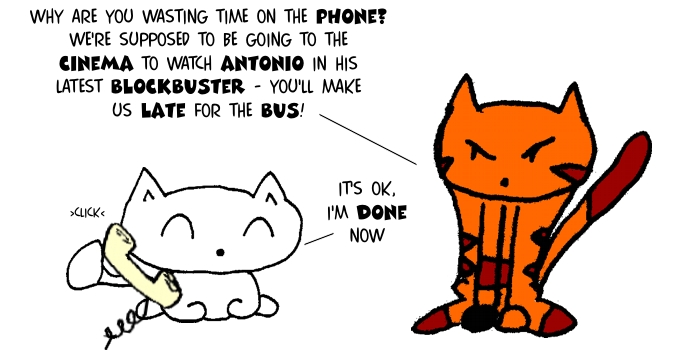 WHY ARE YOU WASTING TIME ON THE PHONE?
WE'RE SUPPOSED TO BE GOING TO THE
CINEMA TO WATCH ANTONIO IN HIS
LATEST BLOCKBUSTER - YOU'LL MAKE
US LATE FOR THE BUS!
>CLICK<
IT'S OK,
I'M DONE
NOW